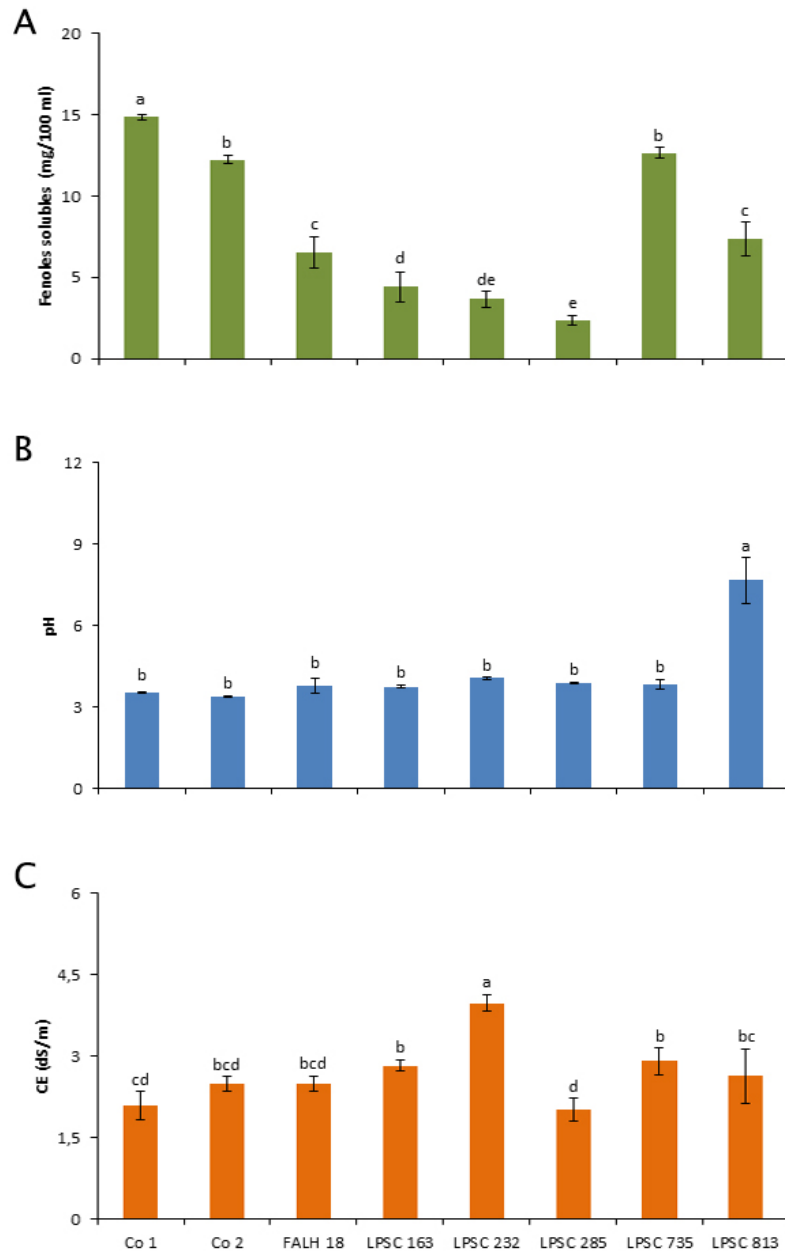 A
Fenoles solubles (mg/100 ml)
20
15
10
5
0
a
b
c
d
de
e
b
c
B
pH
12
9
6
3
0
b
b
b
b
b
b
b
a
C
CE (dS/m)
6
4,5
3
1,5
0
cd
bcd
bcd
b
a
d
b
bc
Co 1 Co 2 FALH 18 LPSC 163 LPSC 232 LPSC 285 LPSC 735 LPSC 813